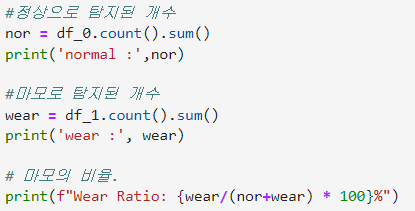 #정상으로 탐지된 개수
nor = df_0.count().sum()
print('normal :',nor)
#마모로 탐지된 개수
wear = df_1.count().sum()
print('wear :', wear)
# 마모의 비율.
print(f"Wear Ratio: {wear/(nor+wear) * 100}%")